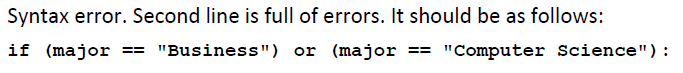 Syntax error. Second line is full of errors. It should be as follows:
if (major == "Business") or (major == "Computer Science"):